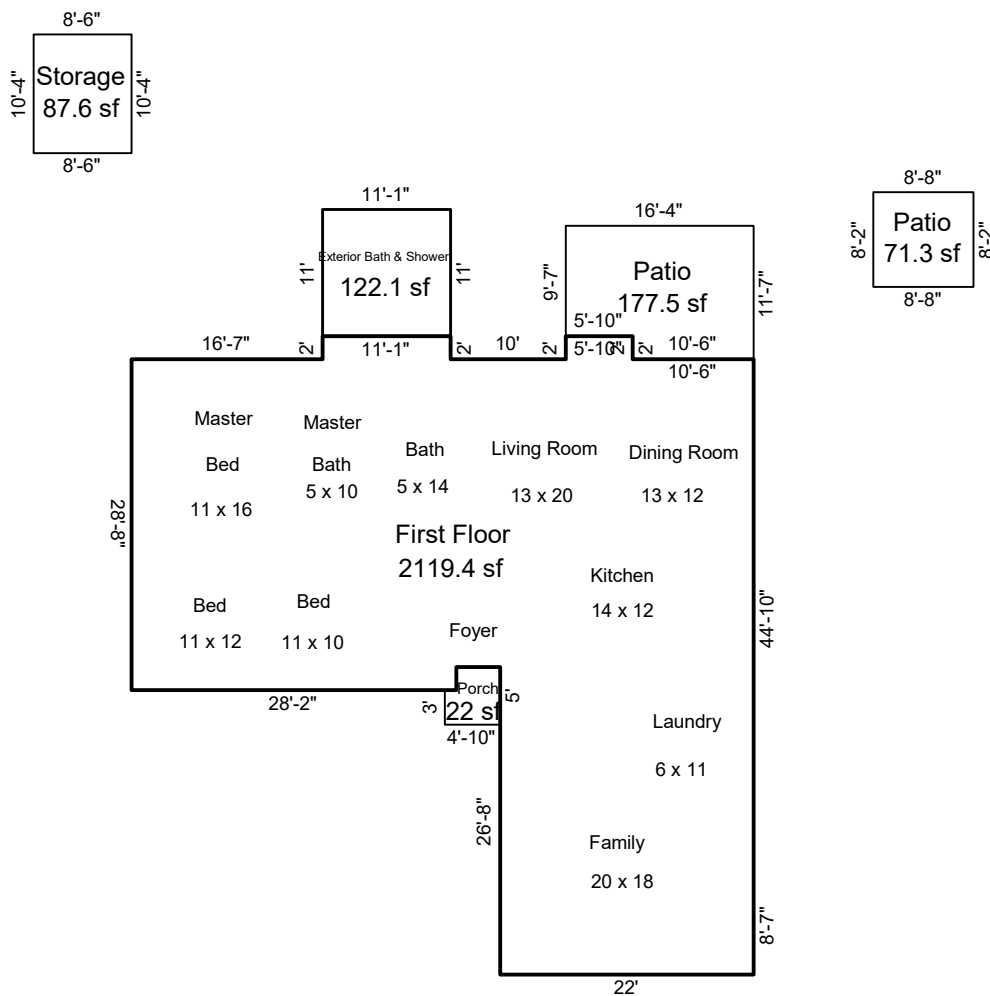 8'-6"
Storage
10'-4"
10'-4"
87.6 sf
8'-6"
8'-8"
11'-1"
16'-4"
Patio
8'-2"
8'-2"
71.3 sf
Exterior Bath & Shower
11'
11'
122.1 sf
Patio
9'-7"
11'-7"
177.5 sf
8'-8"
5'-10"
16'-7"
2'
11'-1"
2'
10'
2'
5'-10"
2'
2'
10'-6"
10'-6"
Master
Master
Bed
Bath
Bath
Living Room
Dining Room
11 x 16
5 x 10
5 x 14
13 x 20
13 x 12
28'-8"
First Floor
2119.4 sf
Kitchen
14 x 12
Bed
Bed
11 x 12
11 x 10
Foyer
44'-10"
28'-2"
Porch
3'
22 sf
5'
4'-10"
Laundry
6 x 11
26'-8"
Family
20 x 18
8'-7"
22'